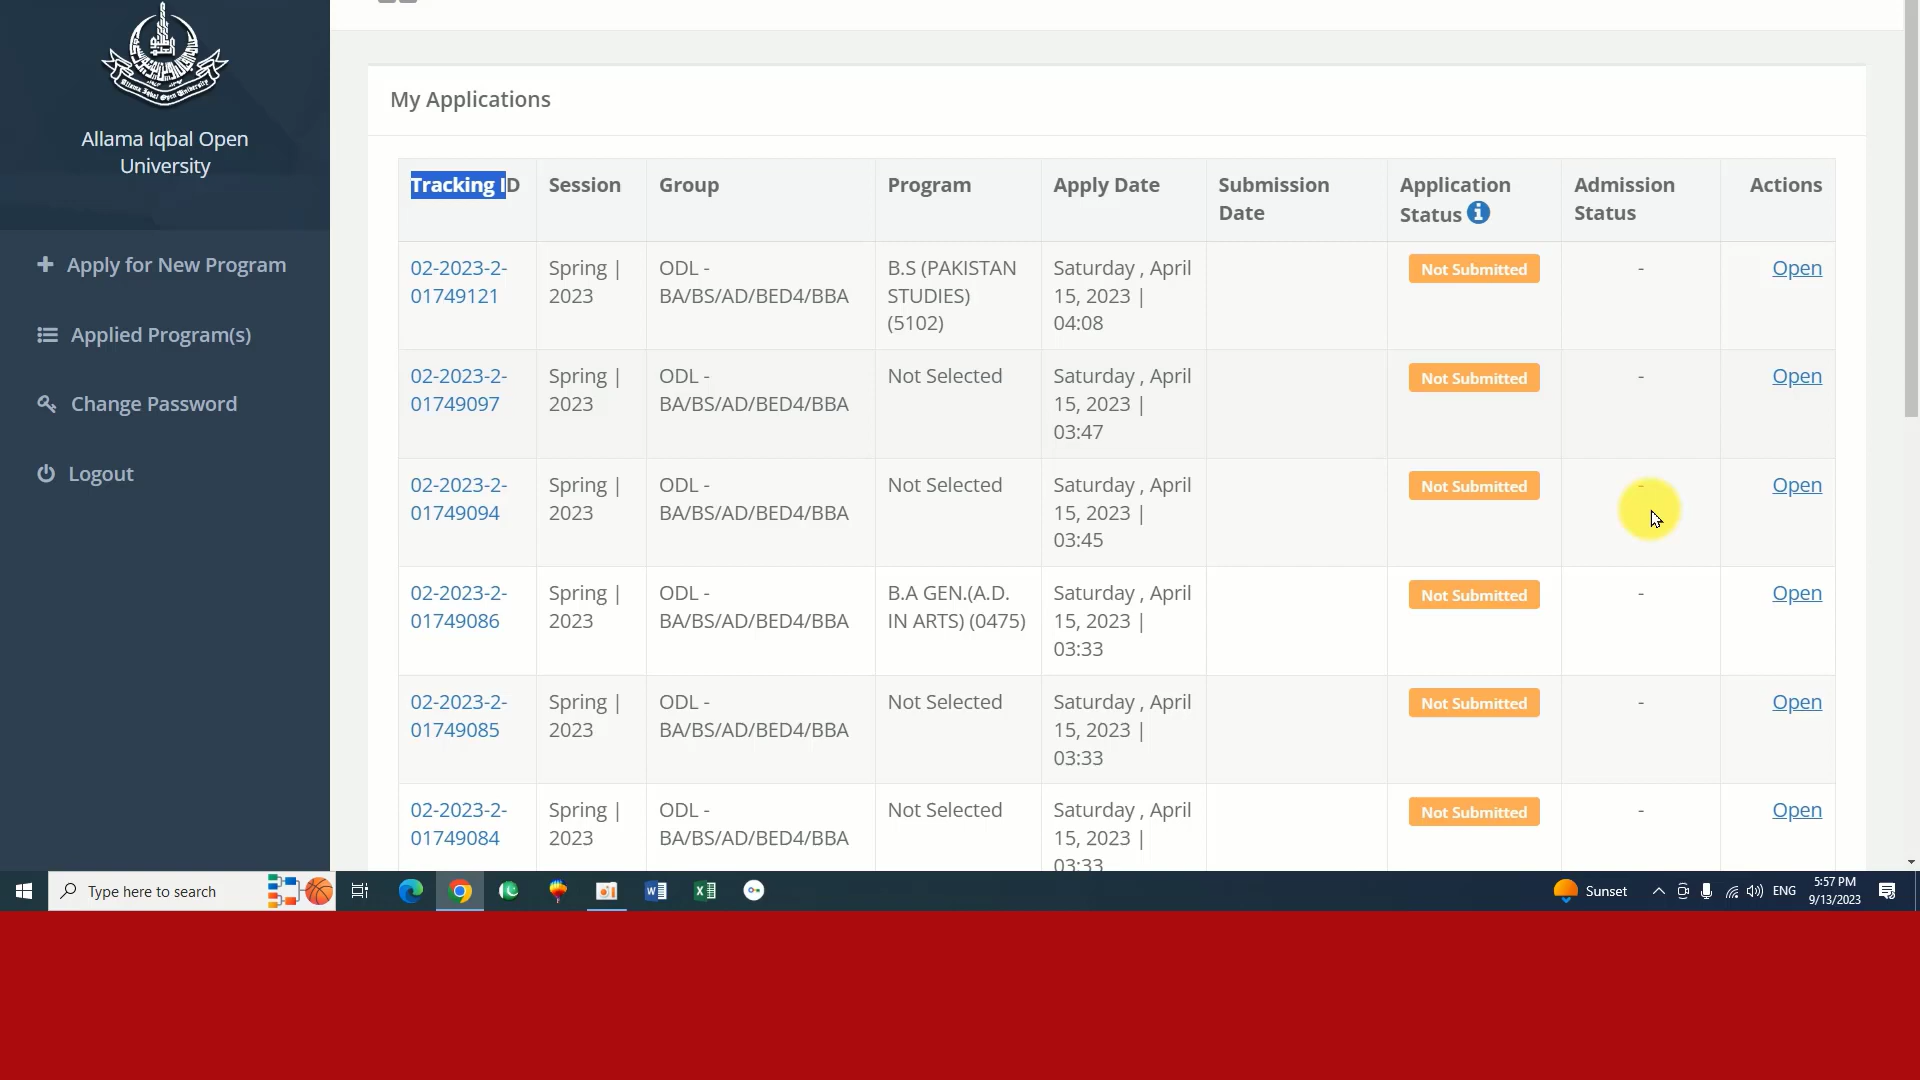 Allama Iqbal Open University
Allama Iqbal Open
University
Apply for New Program
Applied Program(s)
Change Password
Logout
My Applications
Tracking ID Session Group Program Apply Date Submission Application Admission Actions
Date Status Status
02-2023-2- Spring | ODL - B.S (PAKISTAN Saturday , April Not Submitted - Open
01749121 2023 BA/BS/AD/BED4/BBA STUDIES) 15, 2023 |
(5102) 04:08
02-2023-2- Spring | ODL - Not Selected Saturday , April Not Submitted - Open
01749097 2023 BA/BS/AD/BED4/BBA 15, 2023 |
03:47
02-2023-2- Spring | ODL - Not Selected Saturday , April Not Submitted - Open
01749094 2023 BA/BS/AD/BED4/BBA 15, 2023 |
03:45
02-2023-2- Spring | ODL - B.A GEN.(A.D. Saturday , April Not Submitted - Open
01749086 2023 BA/BS/AD/BED4/BBA IN ARTS) (0475) 15, 2023 |
03:33
02-2023-2- Spring | ODL - Not Selected Saturday , April Not Submitted - Open
01749085 2023 BA/BS/AD/BED4/BBA 15, 2023 |
03:33
02-2023-2- Spring | ODL - Not Selected Saturday , April Not Submitted - Open
01749084 2023 BA/BS/AD/BED4/BBA 15, 2023 |
03:33
Type here to search Sunset ENG 5:57 PM
9/13/2023